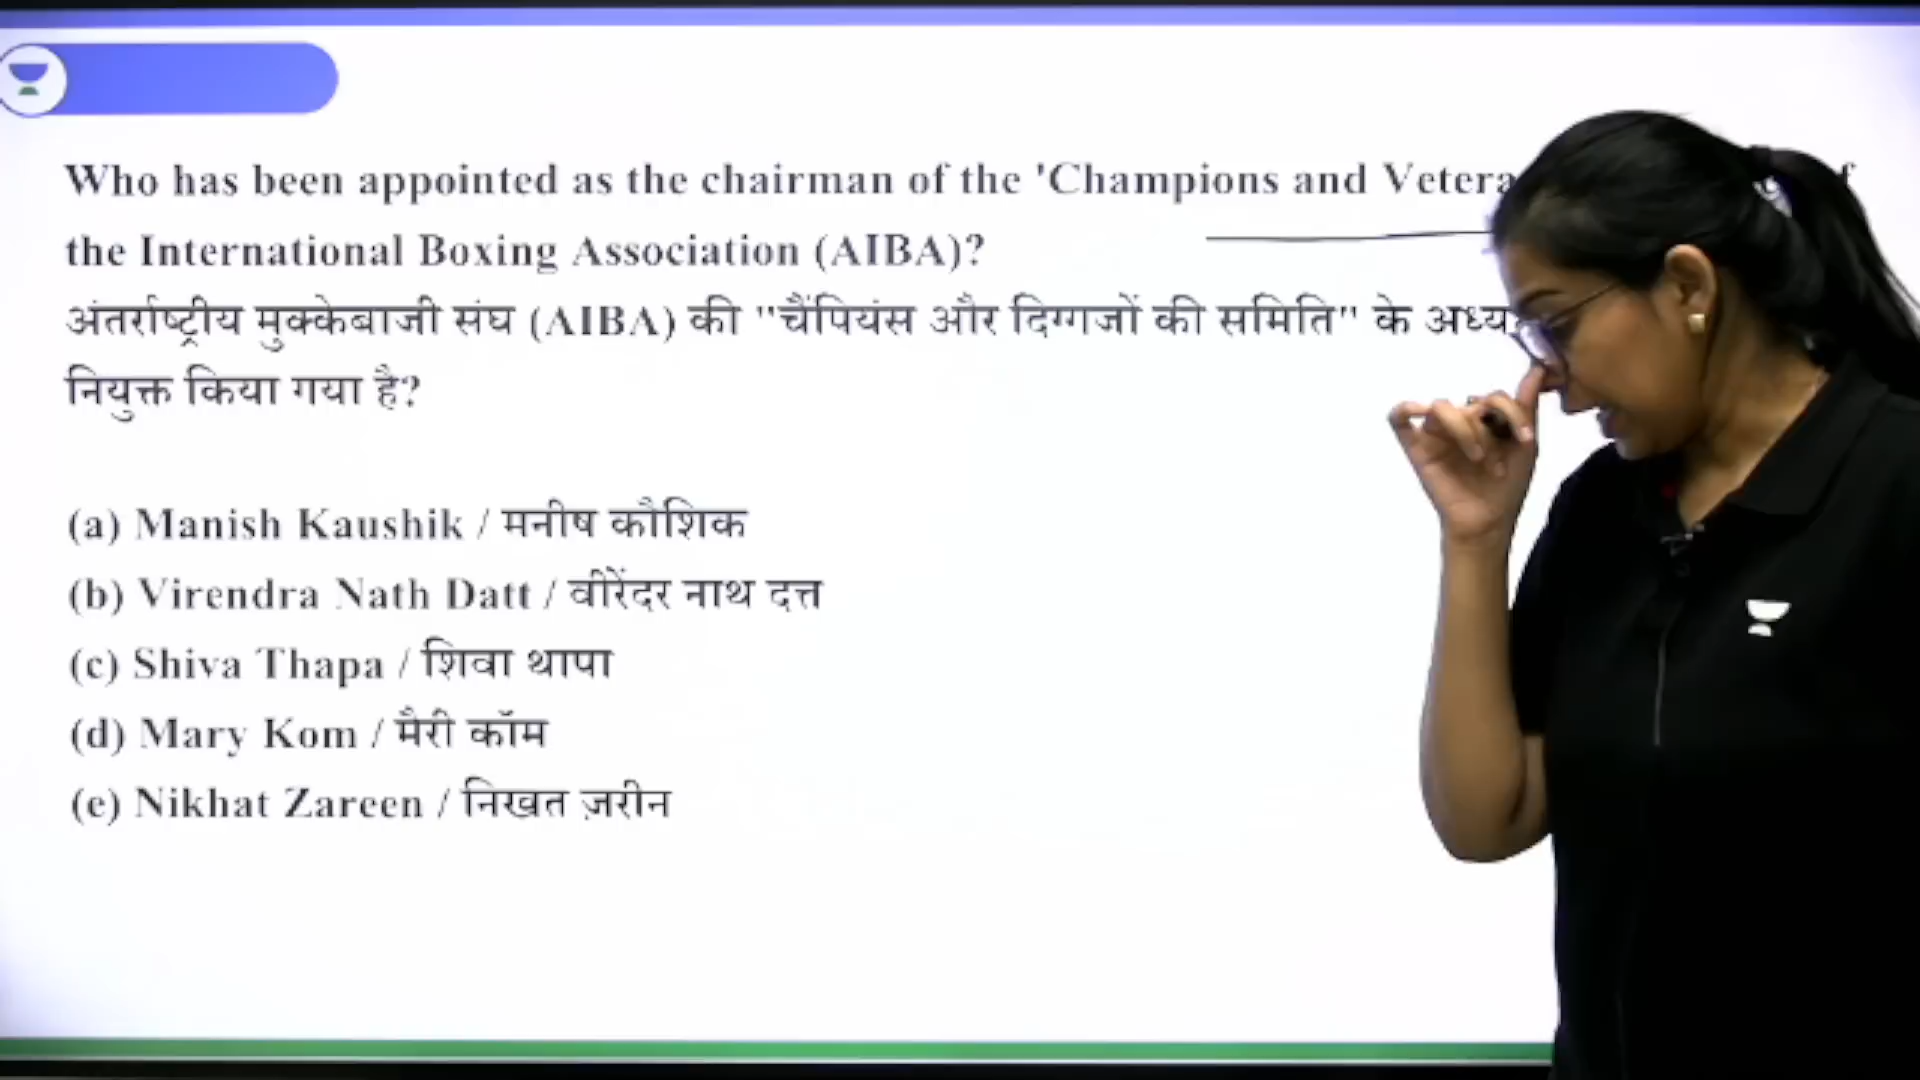 Who has been appointed as the chairman of the 'Champions and
the International Boxing Association (AIBA)?
अंतर्राष्ट्रीय मुक्केबाजी संघ (AIBA) की "चैंपियंस और दिग्गजों की समिति" के
नियुक्त किया गया है?
(a) Manish Kaushik / मनीष कौशिक
(b) Virendra Nath Datt / वीरेंदर नाथ दत्त
(c) Shiva Thapa / शिवा थापा
(d) Mary Kom / मैरी कॉम
(e) Nikhat Zareen / निखत ज़रीन